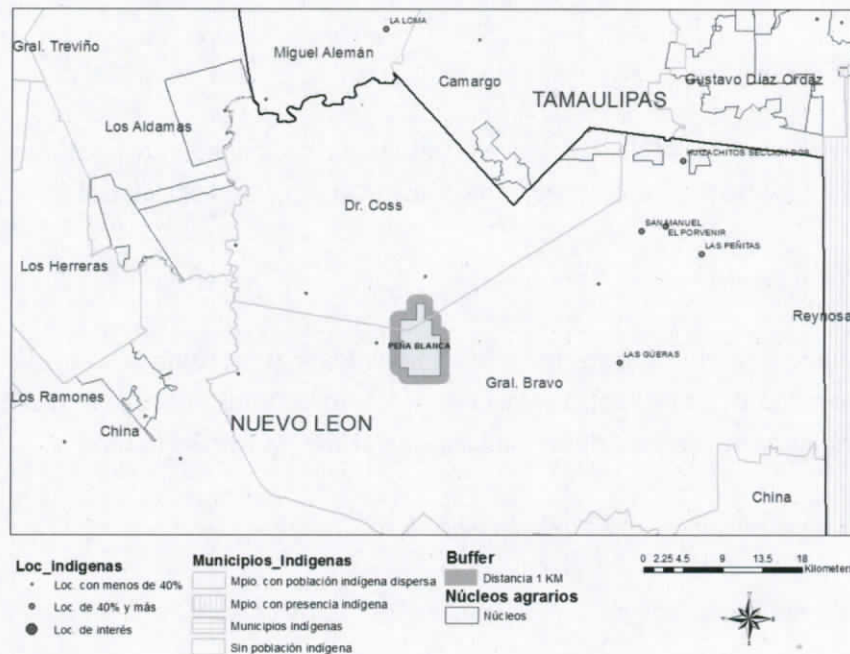 LA LOMA
Gral. Treviño
Miguel Alemán
Camargo
Gustavo Díaz Ordaz
TAMAULIPAS
Los Aldamas
HUIZACHITOS SECCION DOS
Dr. Coss
SAN MANUEL
EL PORVENIR
LAS PEÑITAS
Los Herreras
Reynosa
PEÑA BLANCA
LAS GÜERAS
Gral. Bravo
Los Ramones
China
NUEVO LEON
China
Loc_indigenas
Loc. con menos de 40%
Loc. de 40% y más
Loc. de interés
Municipios_Indigenas
Mpio. con población indígena dispersa
Mpio. con presencia indígena
Municipios indígenas
Sin población indígena
Buffer
Distancia 1 KM
Núcleos agrarios
Núcleos
0 2.25 4.5 9 13.5 18
Kilometers